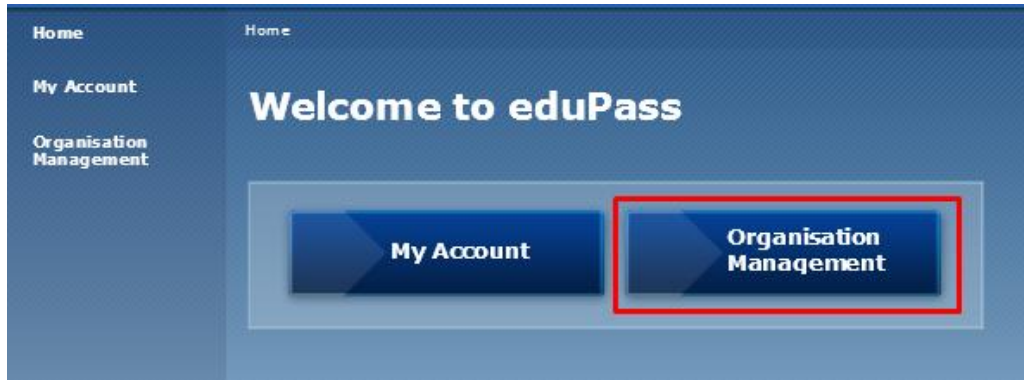 Home
My Account
Organisation
Management
Home
Welcome to eduPass
My Account
Organisation
Management